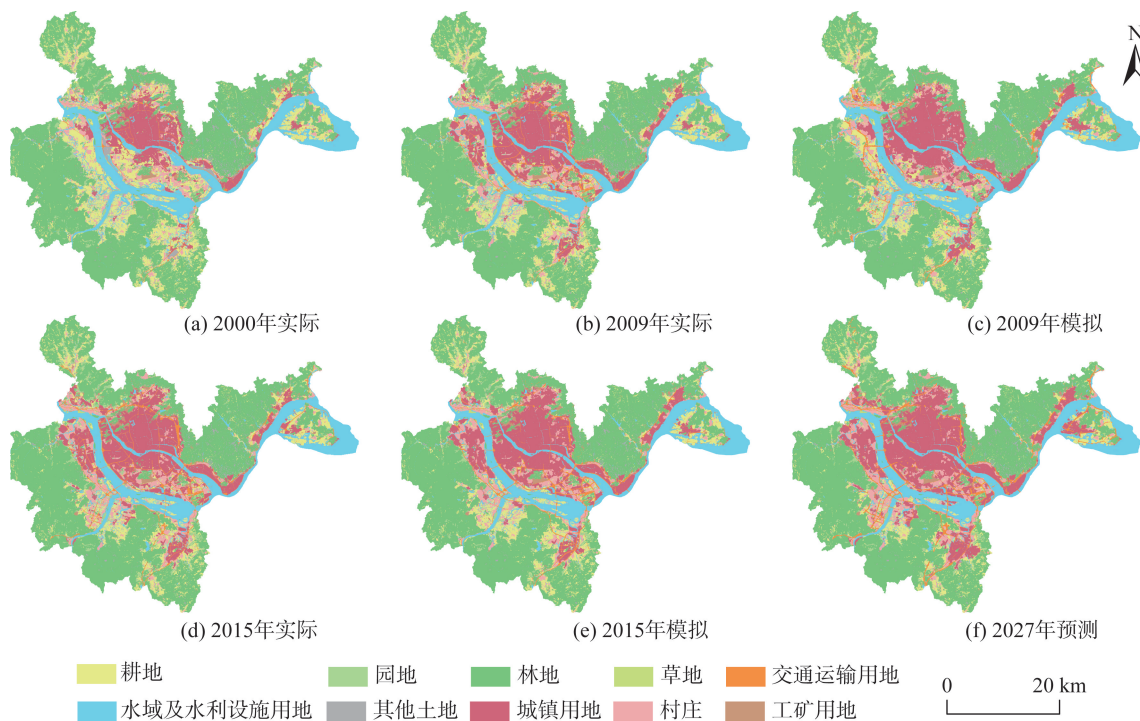 N
(a) 2000年实际
(b) 2009年实际
(c) 2009年模拟
(d) 2015年实际
(e) 2015年模拟
(f) 2027年预测
耕地
园地
林地
草地
交通运输用地
水域及水利设施用地
其他土地
城镇用地
村庄
工矿用地
0
20 km